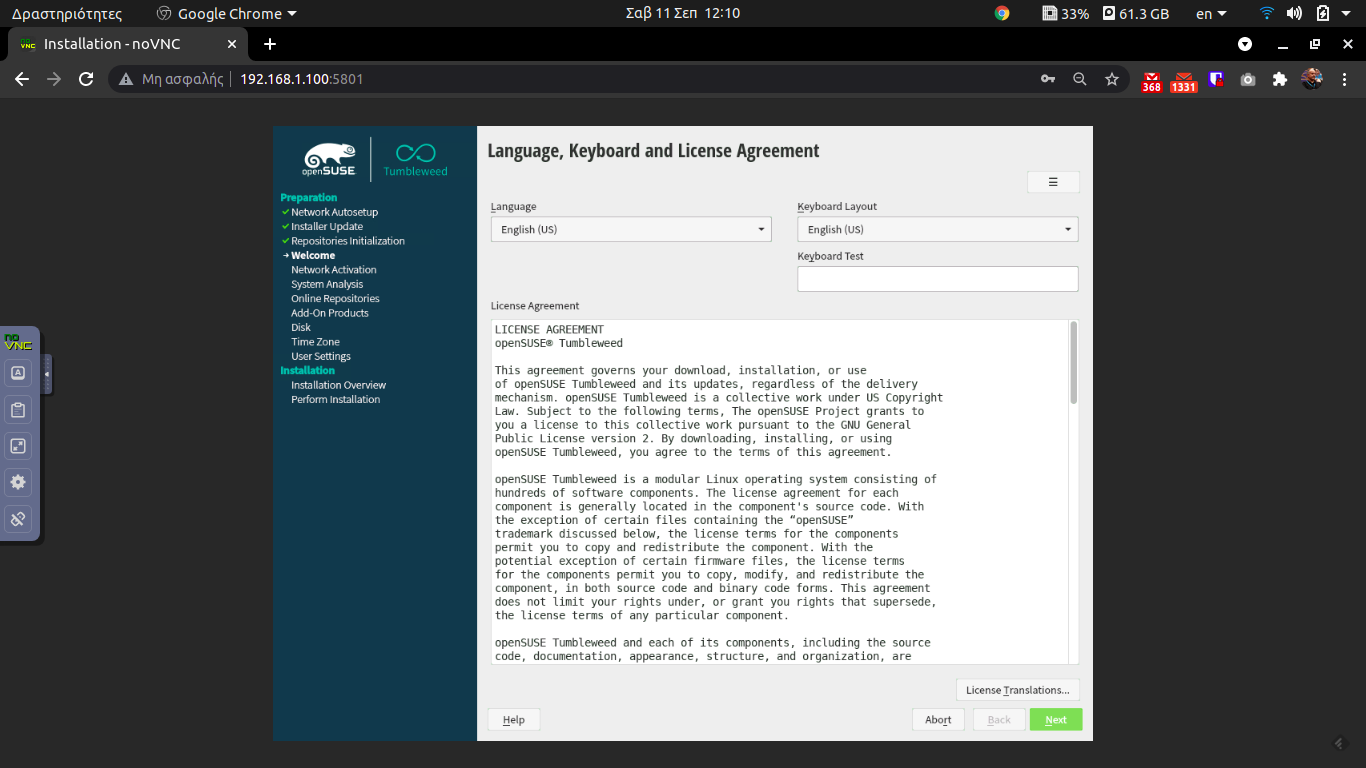 Δραστηριότητες
Google Chrome
Σαβ 11 Σεπ 12:10
33%
61.3 GB
en
Installation - noVNC
Μη ασφαλής
192.168.1.100:5801
368
1331
openSUSE
Tumbleweed
Preparation
Network Autosetup
Installer Update
Repositories Initialization
Welcome
Network Activation
System Analysis
Online Repositories
Add-On Products
Disk
Time Zone
User Settings
Installation
Installation Overview
Perform Installation
no
VNC
Language, Keyboard and License Agreement
Language
English (US)
Keyboard Layout
English (US)
Keyboard Test
License Agreement
LICENSE AGREEMENT
openSUSE® Tumbleweed
This agreement governs your download, installation, or use
of openSUSE Tumbleweed and its updates, regardless of the delivery
mechanism. openSUSE Tumbleweed is a collective work under US Copyright
Law. Subject to the following terms, The openSUSE Project grants to
you a license to this collective work pursuant to the GNU General
Public License version 2. By downloading, installing, or using
openSUSE Tumbleweed, you agree to the terms of this agreement.
openSUSE Tumbleweed is a modular Linux operating system consisting of
hundreds of software components. The license agreement for each
component is generally located in the component's source code. With
the exception of certain files containing the “openSUSE”
trademark discussed below, the license terms for the components
permit you to copy and redistribute the component. With the
potential exception of certain firmware files, the license terms
for the components permit you to copy, modify, and redistribute the
component, in both source code and binary code forms. This agreement
does not limit your rights under, or grant you rights that supersede,
the license terms of any particular component.
openSUSE Tumbleweed and each of its components, including the source
code, documentation, appearance, structure, and organization, are
License Translations...
Help
Abort
Back
Next